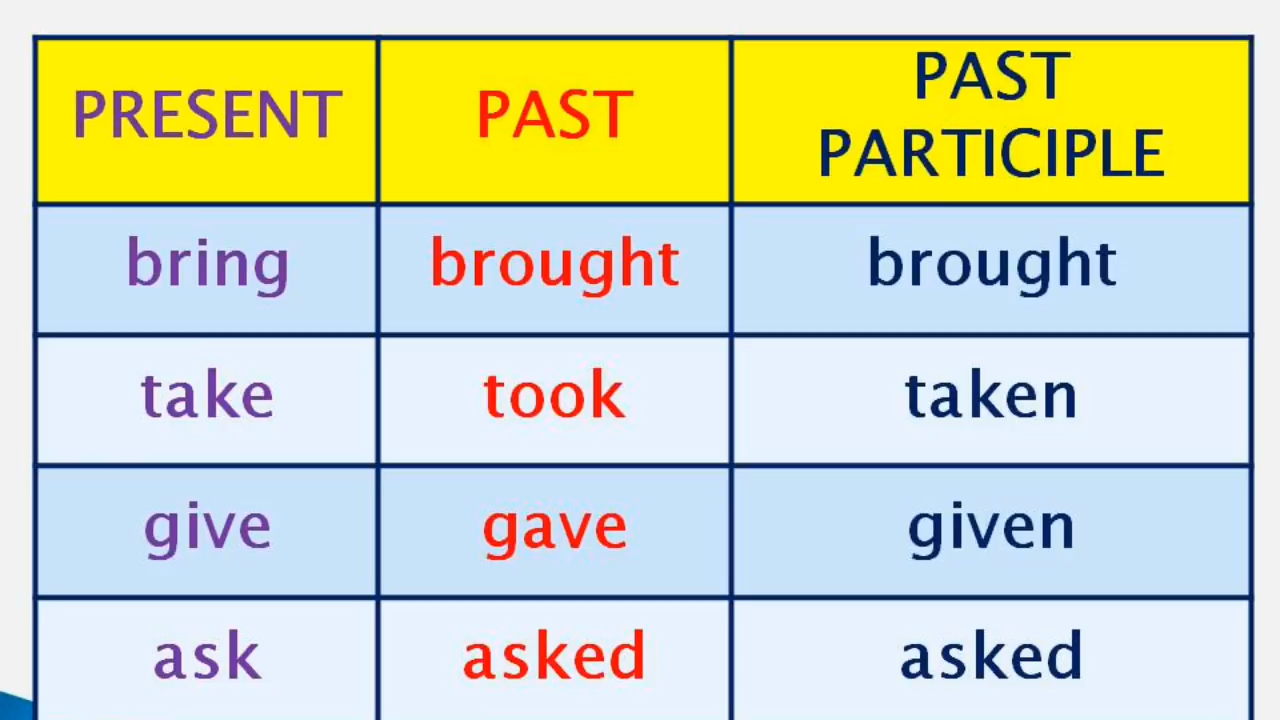 PRESENT PAST PAST PARTICIPLE
bring brought brought
take took taken
give gave given
ask asked asked